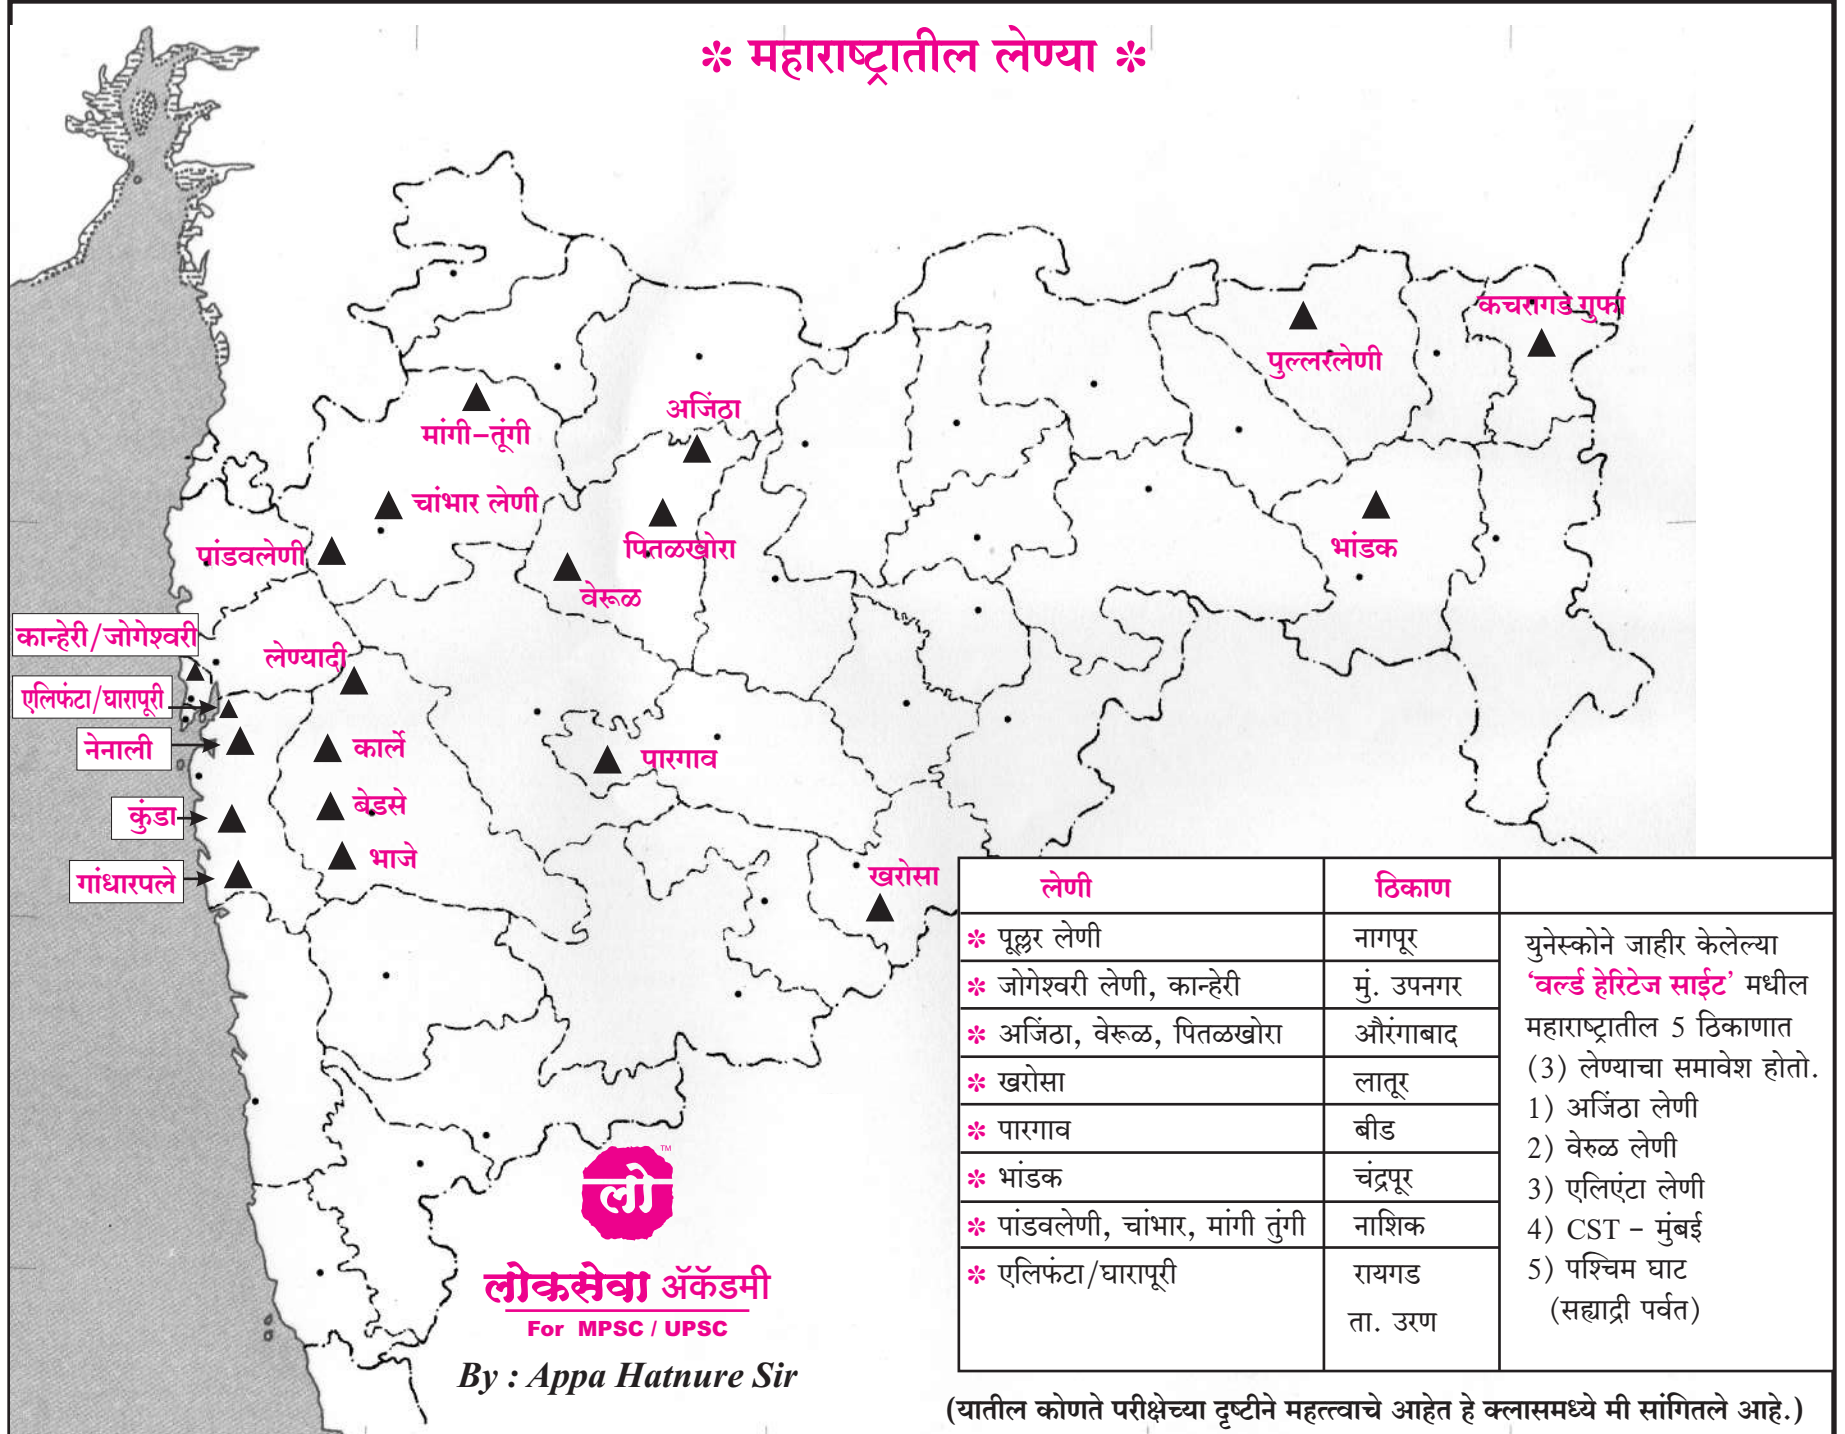 ✻ महाराष्ट्रातील लेण्या ✻
कचरागड गुफा
पुल्लरलेणी
अजिंठा
मांगी-तूंगी
चांभार लेणी
पितळखोरा
भांडक
पांडवलेणी
वेरूळ
कान्हेरी/जोगेश्वरी
लेण्यादी
एलिफंटा/घारापूरी
नेनाली
कार्ले
पारगाव
कुंडा
बेडसे
भाजे
गांधारपले
खरोसा
लेणी ठिकाण
✻ पूल्लर लेणी नागपूर
✻ जोगेश्वरी लेणी, कान्हेरी मुं. उपनगर
✻ अजिंठा, वेरूळ, पितळखोरा औरंगाबाद
✻ खरोसा लातूर
✻ पारगाव बीड
✻ भांडक चंद्रपूर
✻ पांडवलेणी, चांभार, मांगी तुंगी नाशिक
✻ एलिफंटा/घारापूरी रायगड
ता. उरण
युनेस्कोने जाहीर केलेल्या
‘वर्ल्ड हेरिटेज साईट’ मधील
महाराष्ट्रातील 5 ठिकाणात
(3) लेण्याचा समावेश होतो.
1) अजिंठा लेणी
2) वेरुळ लेणी
3) एलिएंटा लेणी
4) CST - मुंबई
5) पश्चिम घाट
(सह्याद्री पर्वत)
लो TM
लोकसेवा ॲकॅडमी
For MPSC / UPSC
By : Appa Hatnure Sir
(यातील कोणते परीक्षेच्या दृष्टीने महत्त्वाचे आहेत हे क्लासमध्ये मी सांगितले आहे.)